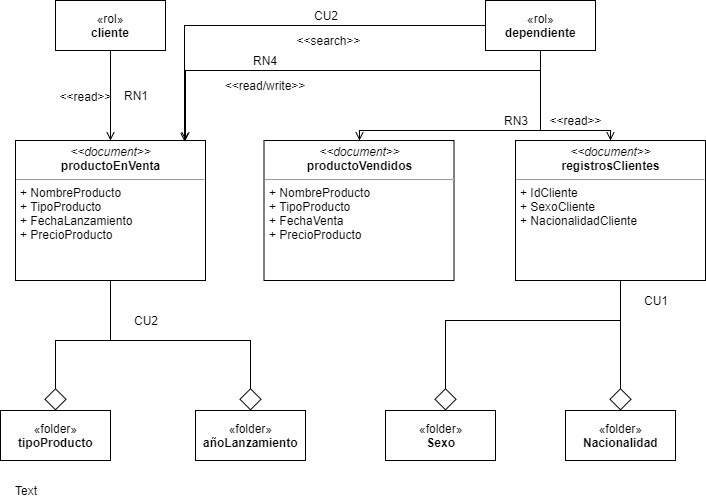 «rol»
cliente
CU2
«rol»
dependiente
<<search>>
RN4
<<read>>
RN1
<<read/write>>
RN3
<<read>>
<<document>>
productoEnVenta
+ NombreProducto
+ TipoProducto
+ FechaLanzamiento
+ PrecioProducto
<<document>>
productoVendidos
+ NombreProducto
+ TipoProducto
+ FechaVenta
+ PrecioProducto
<<document>>
registrosClientes
+ IdCliente
+ SexoCliente
+ NacionalidadCliente
CU2
CU1
«folder»
tipoProducto
«folder»
añoLanzamiento
«folder»
Sexo
«folder»
Nacionalidad
Text